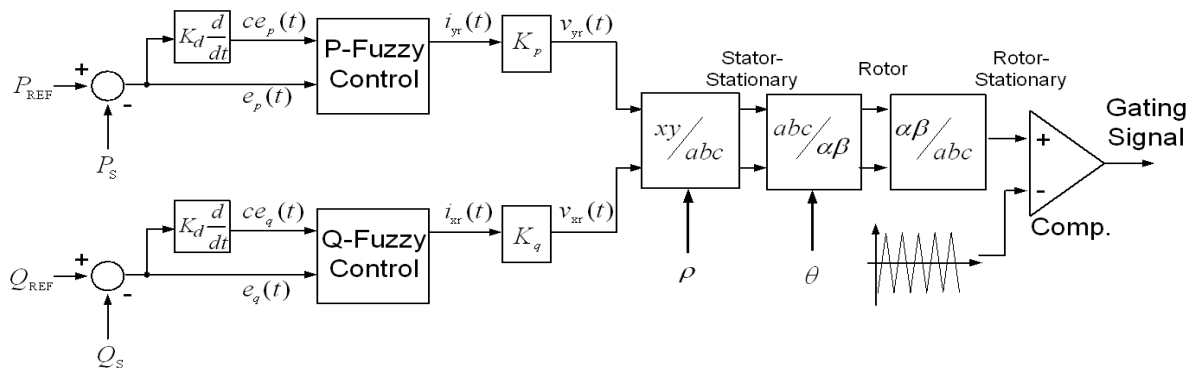 K_d d/dt
ce_p(t)
P-Fuzzy
Control
i_yr(t)
K_p
v_yr(t)
P_REF
+
-
e_p(t)
P_S
Stator-
Stationary
Rotor
Rotor-
Stationary
xy/abc
abc/αβ
αβ/abc
+
-
Gating
Signal
Comp.
ρ
θ
K_d d/dt
ce_q(t)
Q-Fuzzy
Control
i_xr(t)
K_q
v_xr(t)
Q_REF
+
-
e_q(t)
Q_S